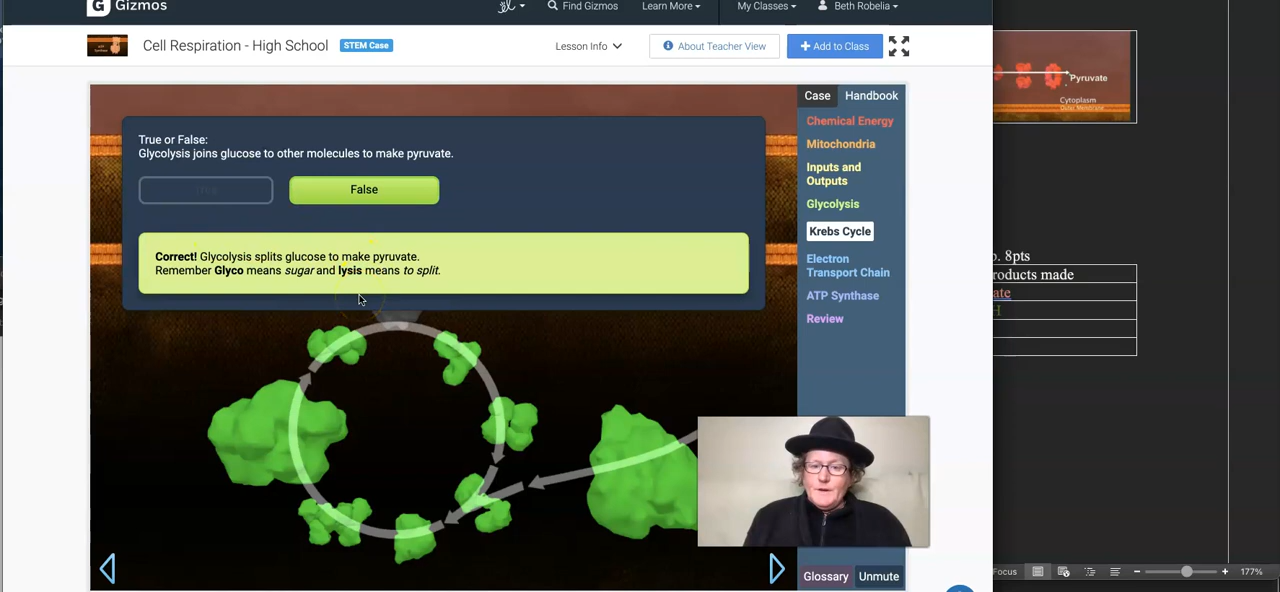 G Gizmos
Find Gizmos
Learn More
My Classes
Beth Robelia
Cell Respiration - High School
STEM Case
Lesson Info
About Teacher View
+ Add to Class
True or False:
Glycolysis joins glucose to other molecules to make pyruvate.
False
Correct! Glycolysis splits glucose to make pyruvate.
Remember Glyco means sugar and lysis means to split.
Case
Handbook
Chemical Energy
Mitochondria
Inputs and
Outputs
Glycolysis
Krebs Cycle
Electron
Transport Chain
ATP Synthase
Review
Glossary
Unmute
Pyruvate
Cytoplasm
Outer Membrane
. 8pts
roducts made
ate
Focus
177%